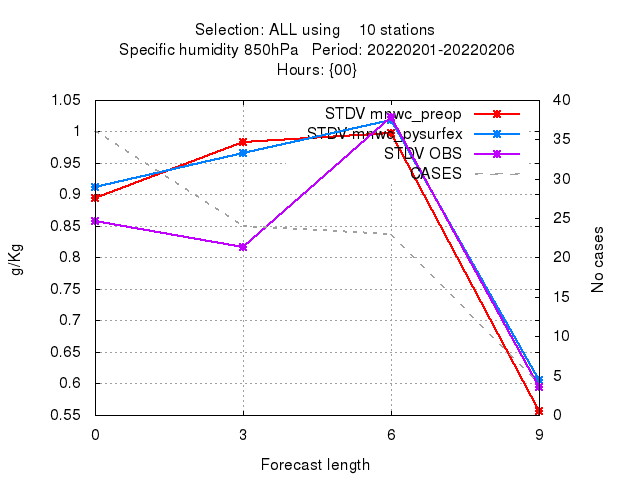 Selection: ALL using 10 stations
Specific humidity 850hPa Period: 20220201-20220206
Hours: {00}
STDV mnwc_preop
STDV mnwc_pysurfex
STDV OBS
CASES
1.05
1
0.95
0.9
0.85
0.8
0.75
0.7
0.65
0.6
0.55
g/Kg
40
35
30
25
20
15
10
5
0
No cases
0 3 6 9
Forecast length